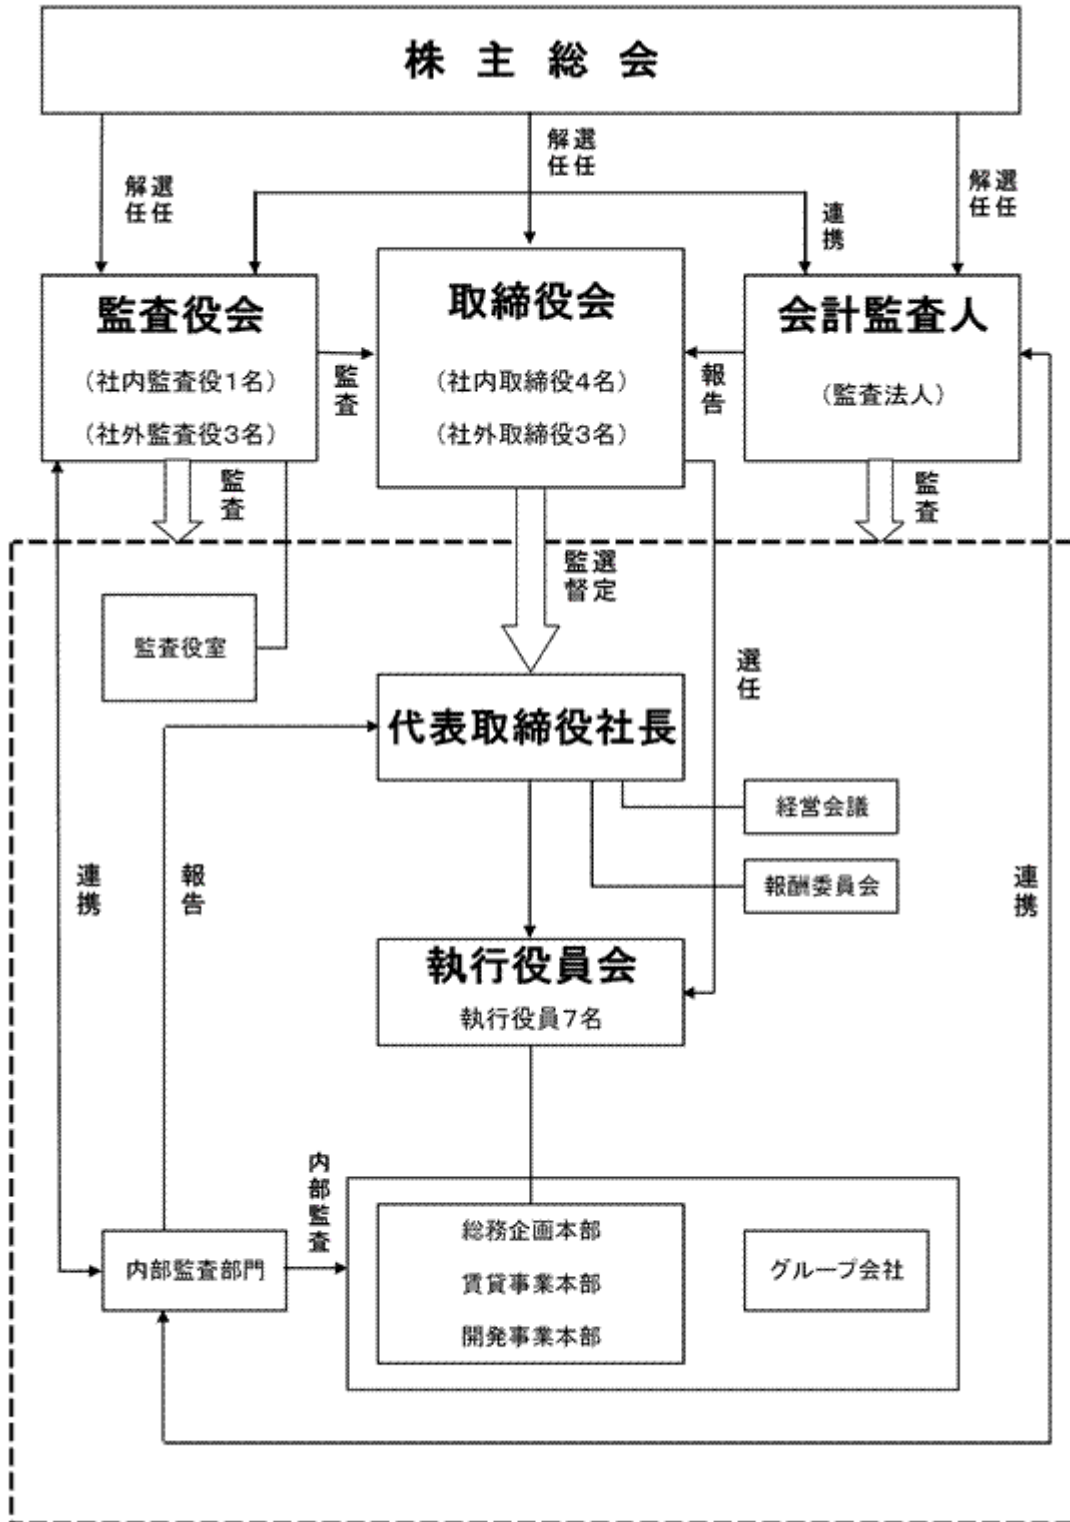 株主総会
選任
解任
選任
解任
選任
解任
連携
監査役会
（社内監査役1名）
（社外監査役3名）
監査
取締役会
（社内取締役4名）
（社外取締役3名）
報告
会計監査人
（監査法人）
監査
監査
選定
監督
監査役室
選任
代表取締役社長
経営会議
報酬委員会
連携
報告
連携
執行役員会
執行役員7名
内部監査
内部監査部門
総務企画本部
賃貸事業本部
開発事業本部
グループ会社